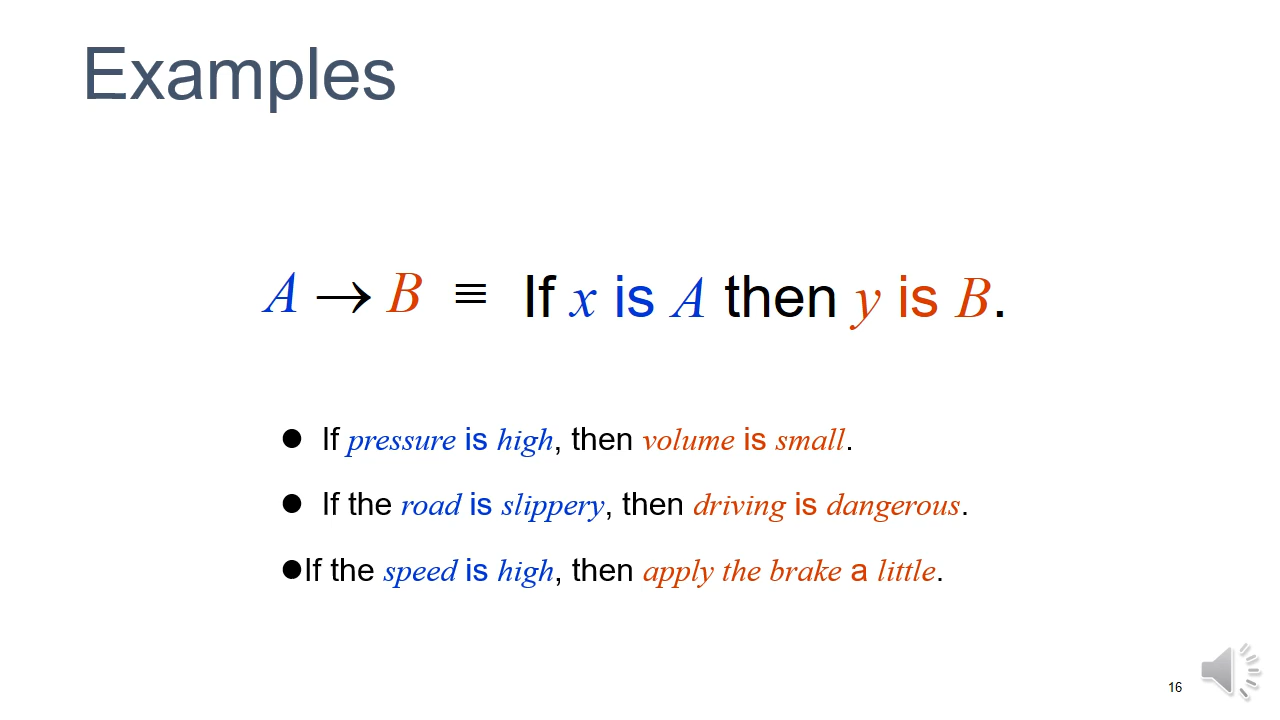 Examples
A → B ≡ If x is A then y is B.
● If pressure is high, then volume is small.
● If the road is slippery, then driving is dangerous.
●If the speed is high, then apply the brake a little.
16